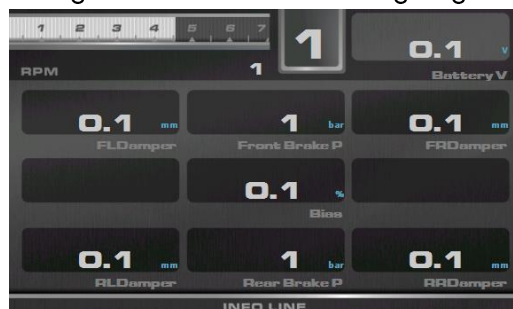 1 2 3 4 5 6 7
1
0.1 v
RPM 1
Battery V
0.1 mm 1 bar 0.1 mm
FLDamper Front Brake P FRDamper
0.1 %
Bias
0.1 mm 1 bar 0.1 mm
RLDamper Rear Brake P RRDamper
INFO LINE